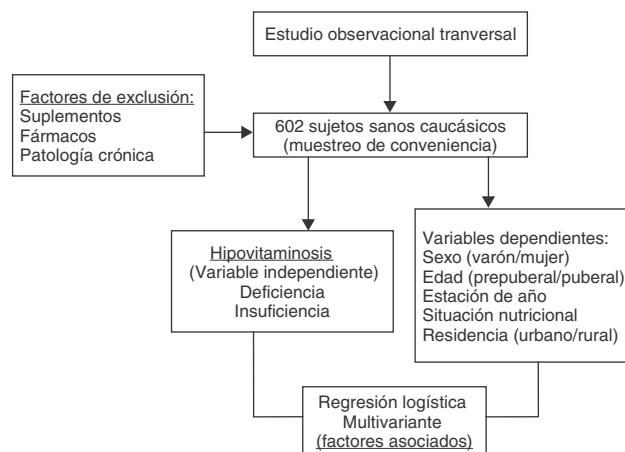 Estudio observacional tranversal
Factores de exclusión:
Suplementos
Fármacos
Patología crónica
602 sujetos sanos caucásicos
(muestreo de conveniencia)
Hipovitaminosis
(Variable independiente)
Deficiencia
Insuficiencia
Variables dependientes:
Sexo (varón/mujer)
Edad (prepuberal/puberal)
Estación de año
Situación nutricional
Residencia (urbano/rural)
Regresión logística
Multivariante
(factores asociados)